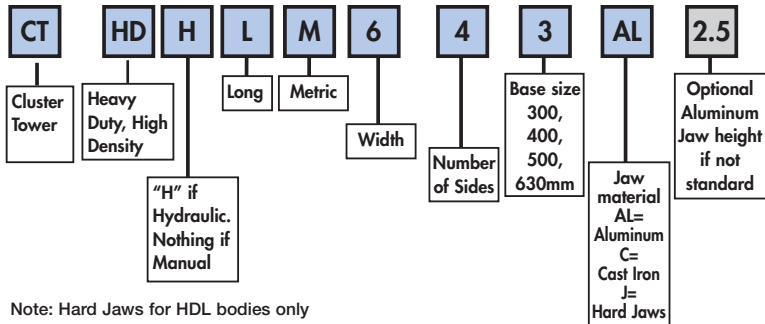 CT HD H L M 6 4 3 AL 2.5
Cluster
Tower
Heavy
Duty, High
Density
"H" if
Hydraulic.
Nothing if
Manual
Long
Metric
Width
Number
of Sides
Base size
300,
400,
500,
630mm
Jaw
material
AL=
Aluminum
C=
Cast Iron
J=
Hard Jaws
Optional
Aluminum
Jaw height
if not
standard
Note: Hard Jaws for HDL bodies only